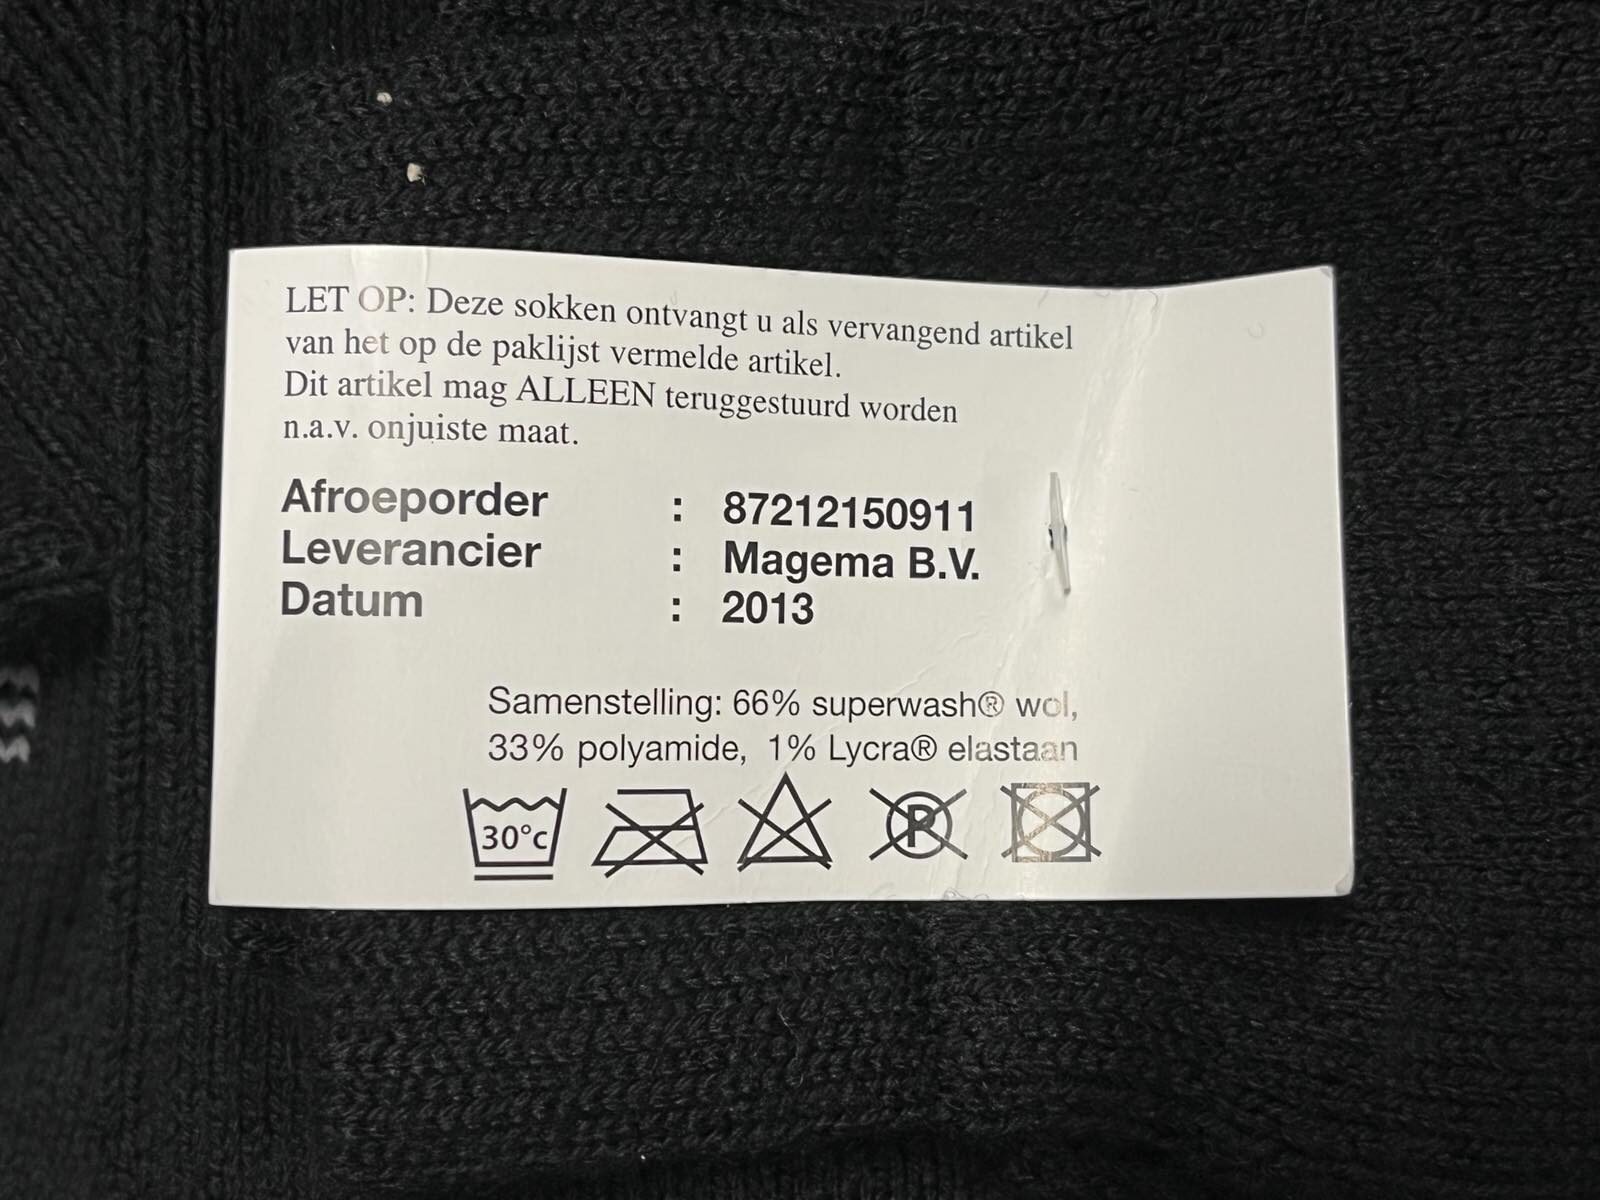 LET OP: Deze sokken ontvangt u als vervangend artikel
van het op de paklijst vermelde artikel.
Dit artikel mag ALLEEN teruggestuurd worden
n.a.v. onjuiste maat.
Afroeporder : 87212150911
Leverancier : Magema B.V.
Datum : 2013
Samenstelling: 66% superwash® wol,
33% polyamide, 1% Lycra® elastaan
30°c P